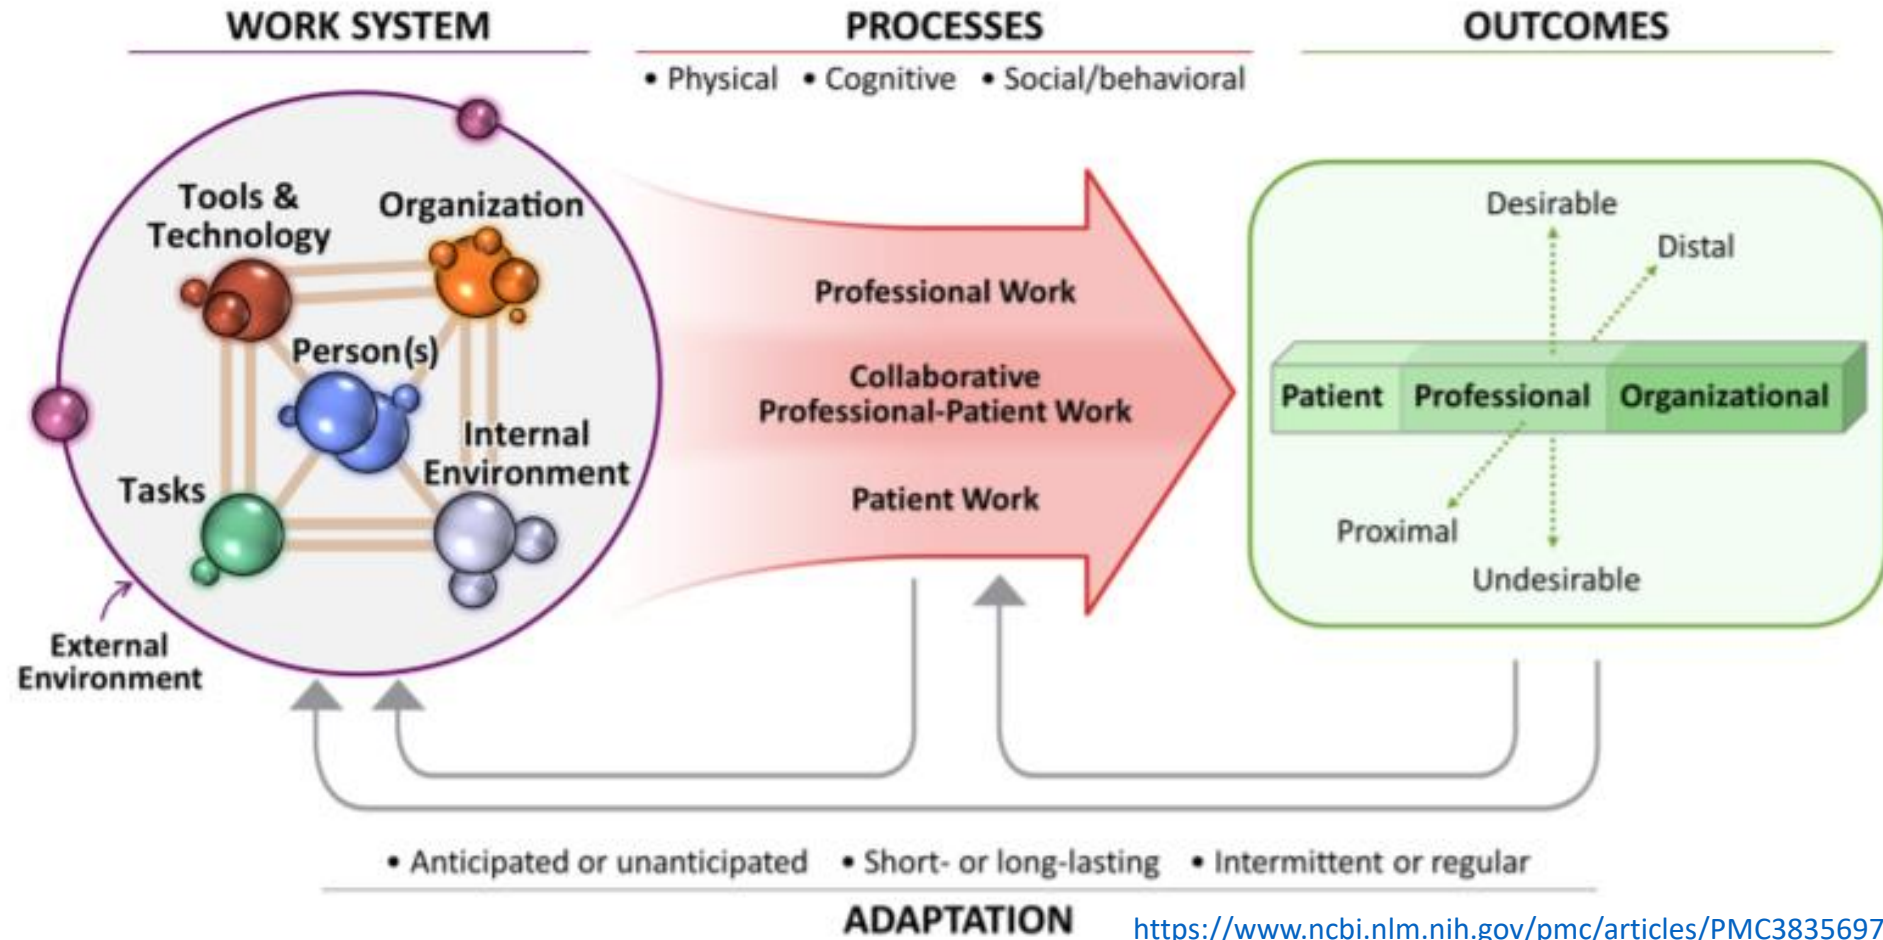 WORK SYSTEM
PROCESSES
OUTCOMES
• Physical • Cognitive • Social/behavioral
Tools &
Technology
Organization
Person(s)
Internal
Environment
Tasks
External
Environment
Professional Work
Collaborative
Professional-Patient Work
Patient Work
Desirable
Distal
Patient Professional Organizational
Proximal
Undesirable
• Anticipated or unanticipated • Short- or long-lasting • Intermittent or regular
ADAPTATION
https://www.ncbi.nlm.nih.gov/pmc/articles/PMC3835697